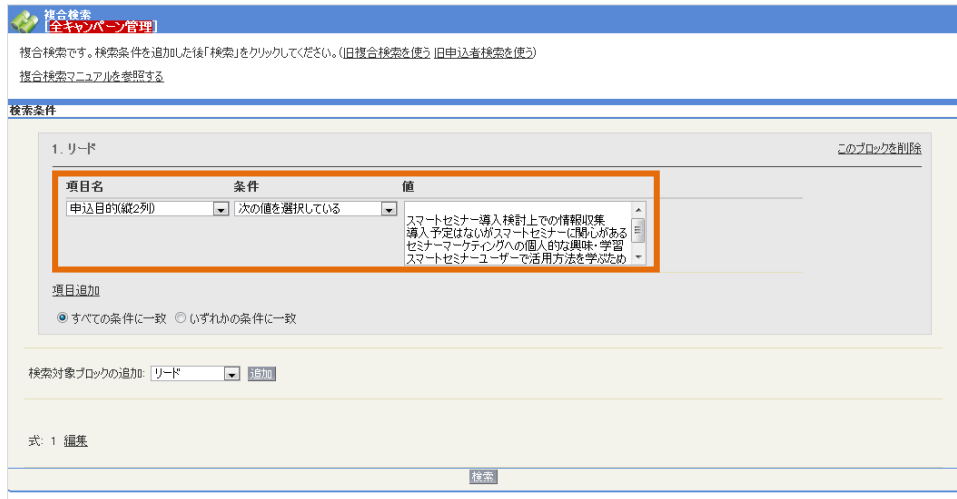 複合検索
[全キャンペーン管理]
複合検索です。検索条件を追加した後「検索」をクリックしてください。(旧複合検索を使う 旧申込者検索を使う)
複合検索マニュアルを参照する
検索条件
1. リード このブロックを削除
項目名 条件 値
申込目的(縦2列) 次の値を選択している
スマートセミナー導入検討上での情報収集
導入予定はないがスマートセミナーに関心がある
セミナーマーケティングへの個人的な興味・学習
スマートセミナーユーザーで活用方法を学ぶため
項目追加
すべての条件に一致 いずれかの条件に一致
検索対象ブロックの追加: リード 追加
式: 1 編集
検索